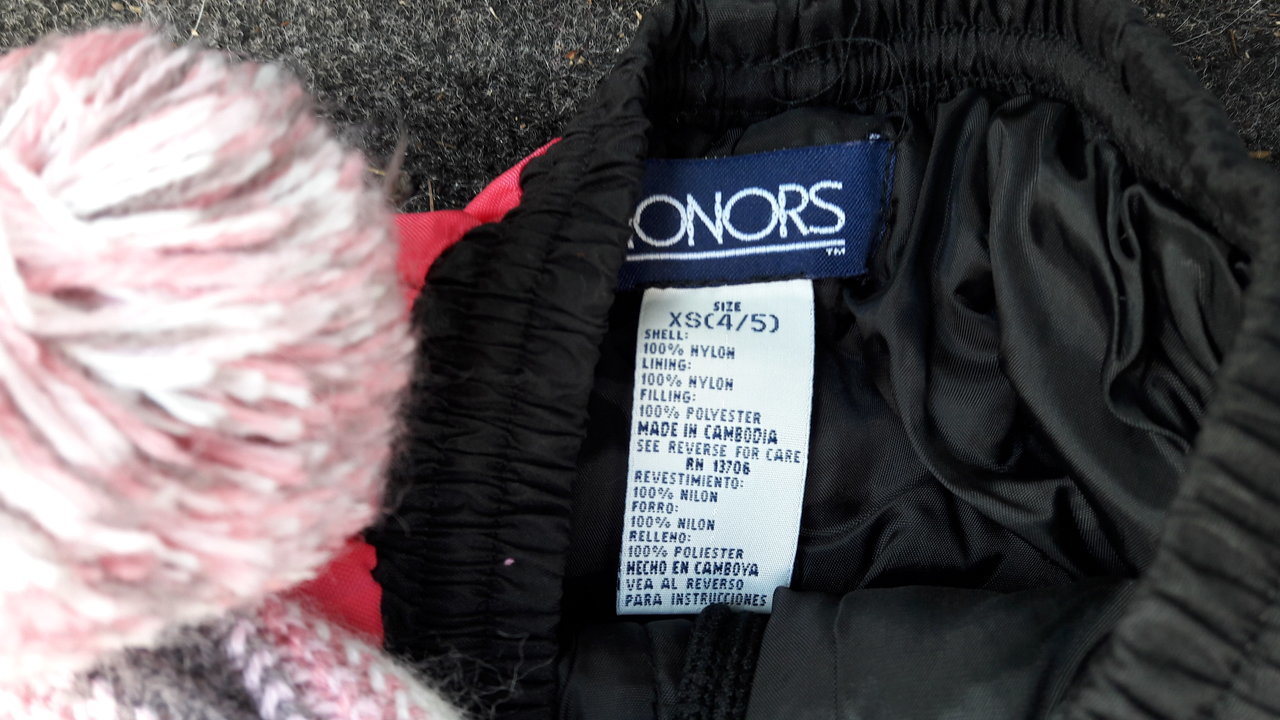 ONORS
TM
SIZE
XS(4/5)
SHELL:
100% NYLON
LINING:
100% NYLON
FILLING:
100% POLYESTER
MADE IN CAMBODIA
SEE REVERSE FOR CARE
RN 13706
REVESTIMIENTO:
100% NILON
FORRO:
100% NILON
RELLENO:
100% POLIESTER
HECHO EN CAMBOYA
VEA AL REVERSO
PARA INSTRUCCIONES